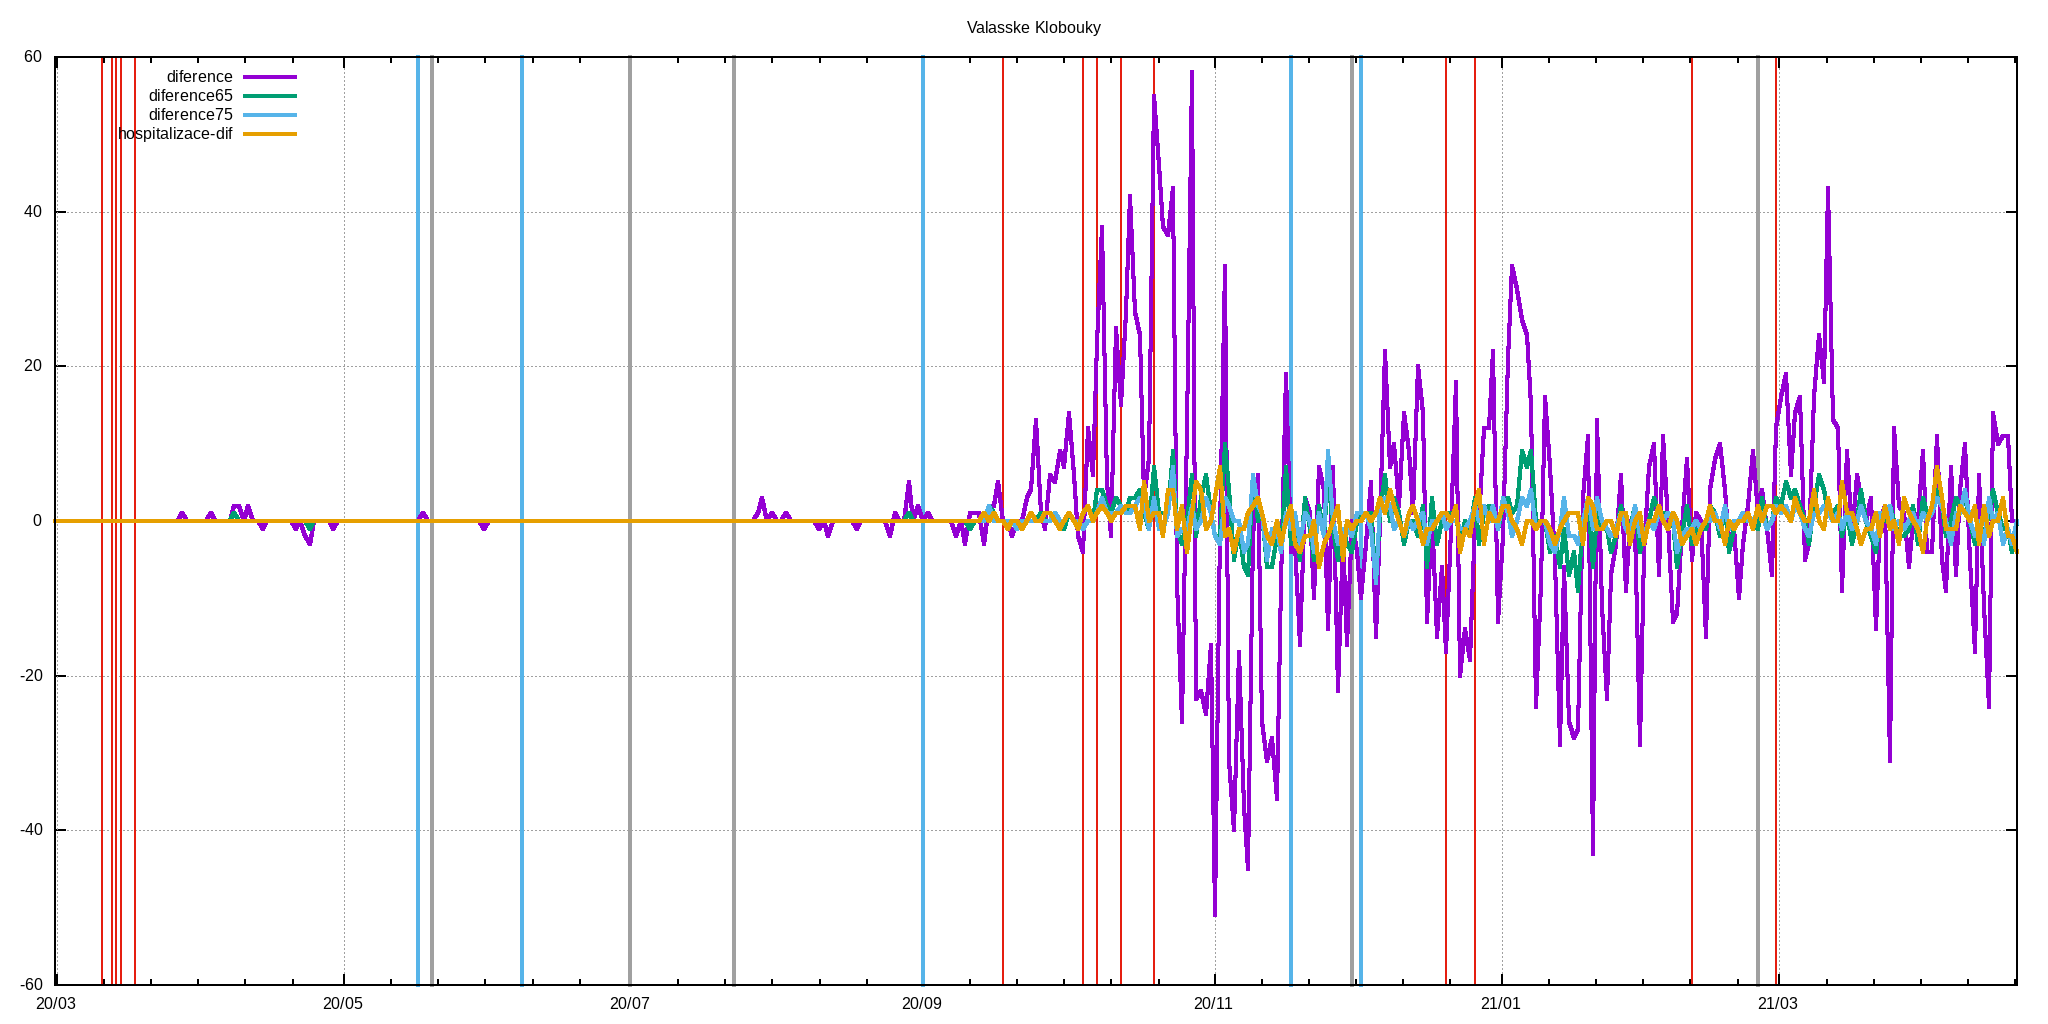 Valasske Klobouky
60
diference
diference65
diference75
hospitalizace-dif
40
20
0
-20
-40
-60
20/03 20/05 20/07 20/09 20/11 21/01 21/03